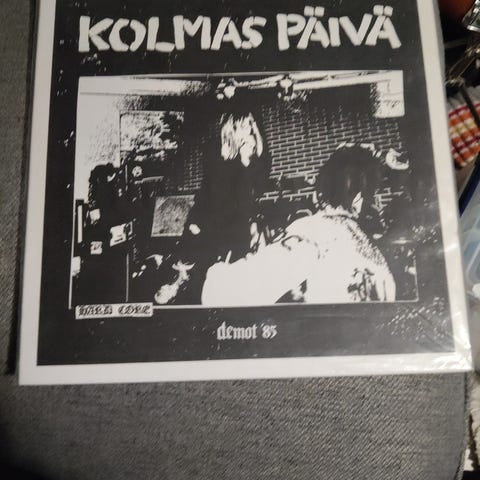 KOLMAS PÄIVÄ
HARD CORE
demot '85